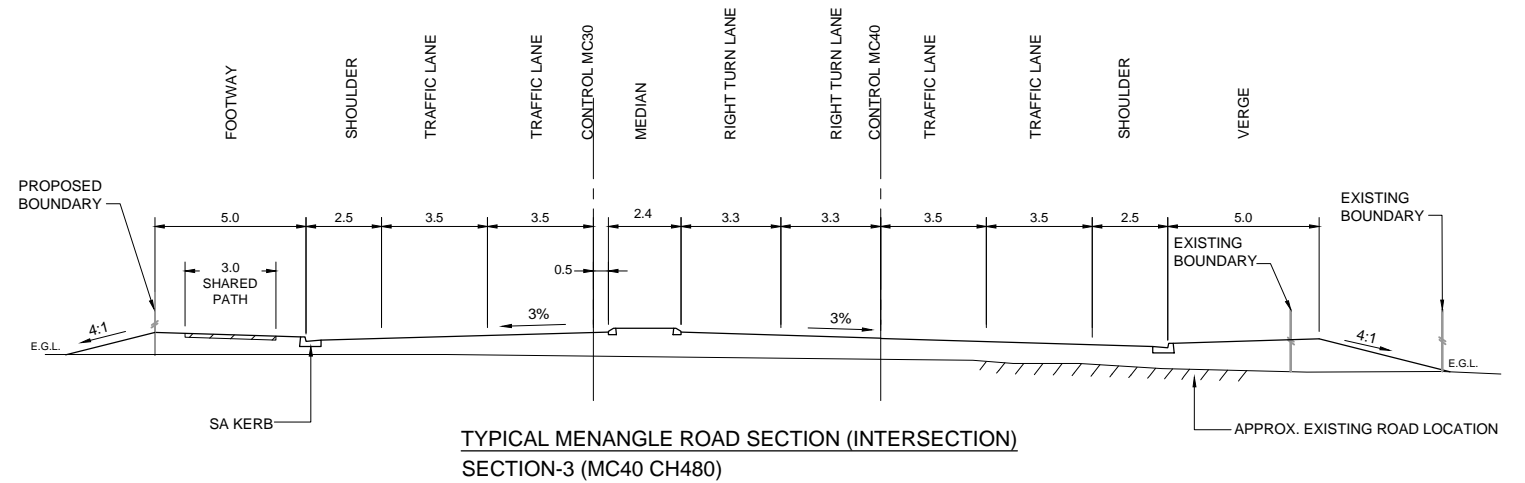 FOOTWAY
SHOULDER
TRAFFIC LANE
TRAFFIC LANE
CONTROL MC30
MEDIAN
RIGHT TURN LANE
RIGHT TURN LANE
CONTROL MC40
TRAFFIC LANE
TRAFFIC LANE
SHOULDER
VERGE
PROPOSED
BOUNDARY
5.0
2.5
3.5
3.5
2.4
3.3
3.3
3.5
3.5
2.5
5.0
EXISTING
BOUNDARY
EXISTING
BOUNDARY
3.0
SHARED
PATH
0.5
4:1
3%
3%
4:1
E.G.L.
E.G.L.
SA KERB
APPROX. EXISTING ROAD LOCATION
TYPICAL MENANGLE ROAD SECTION (INTERSECTION)
SECTION-3 (MC40 CH480)